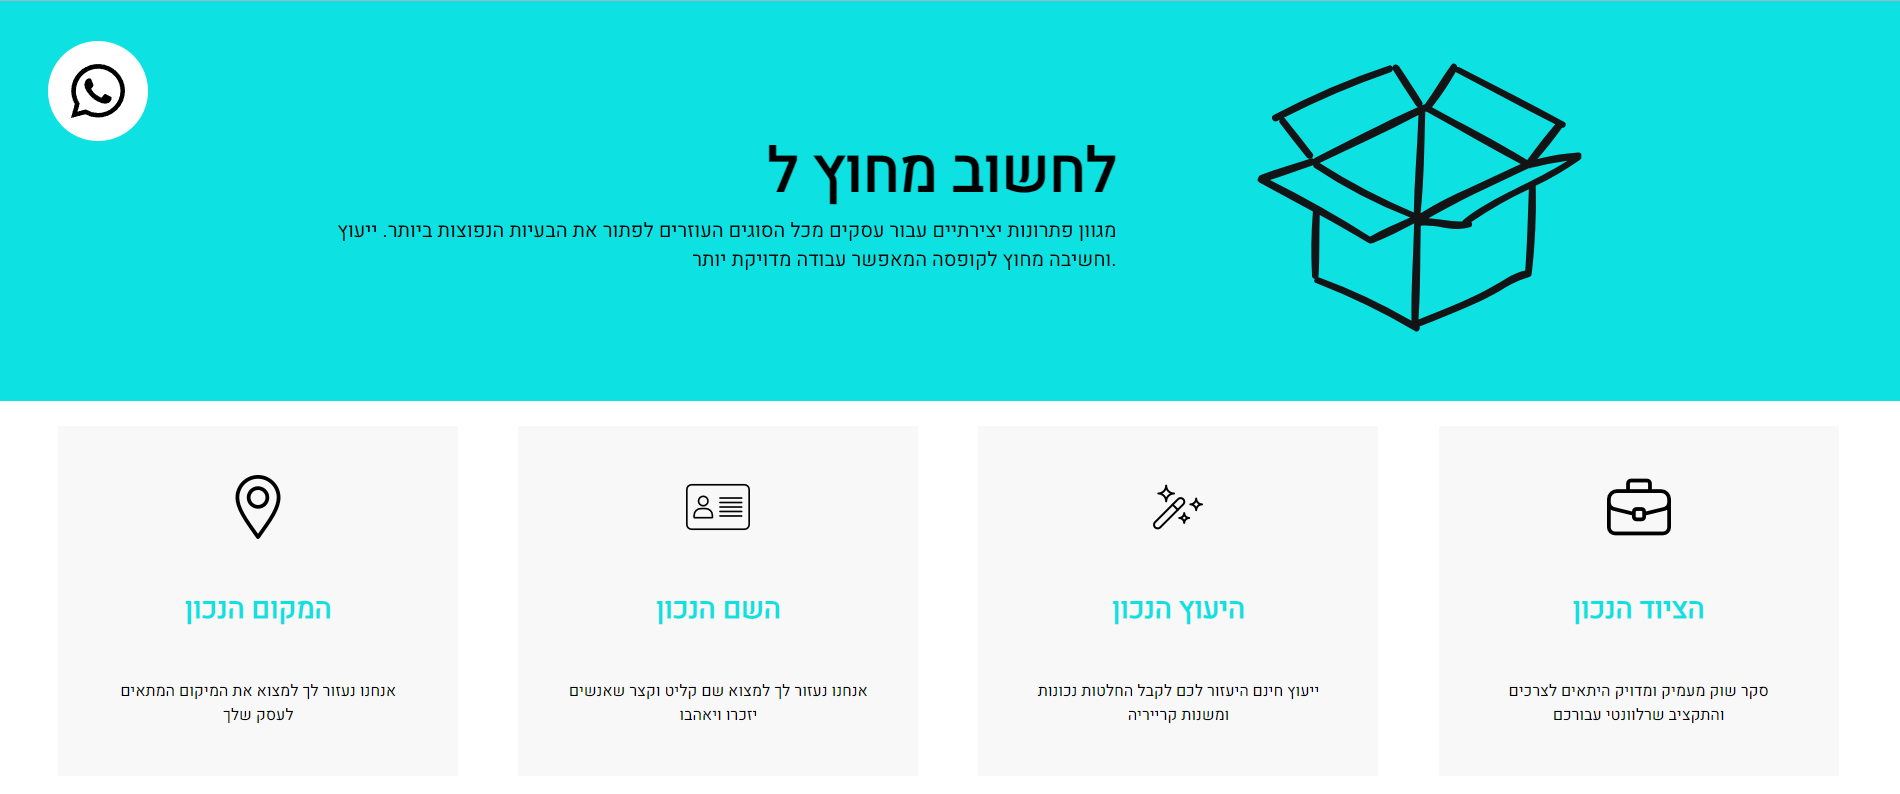 לחשוב מחוץ ל
מגוון פתרונות יצירתיים עבור עסקים מכל הסוגים העוזרים לפתור את הבעיות הנפוצות ביותר. ייעוץ
וחשיבה מחוץ לקופסה המאפשר עבודה מדויקת יותר.
הציוד הנכון
סקר שוק מעמיק ומדויק היתאים לצרכים
והתקציב שרלוונטי עבורכם
היעוץ הנכון
ייעוץ חינם היעזור לכם לקבל החלטות נכונות
ומשנות קרייריה
השם הנכון
אנחנו נעזור לך למצוא שם קליט וקצר שאנשים
יזכרו ויאהבו
המקום הנכון
אנחנו נעזור לך למצוא את המיקום המתאים
לעסק שלך